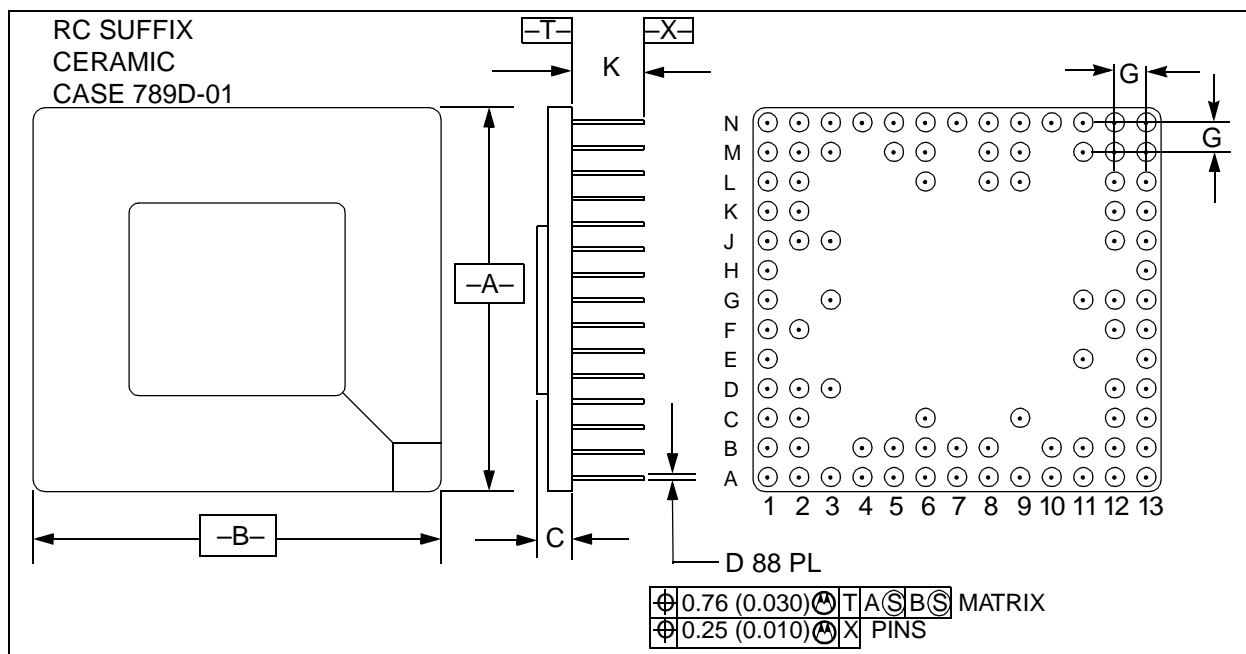 RC SUFFIX
CERAMIC
CASE 789D-01
–T–
K
–X–
G
G
–A–
–B–
C
N
M
L
K
J
H
G
F
E
D
C
B
A
1 2 3 4 5 6 7 8 9 10 11 12 13
D 88 PL
⌖ 0.76 (0.030) Ⓜ T A Ⓢ B Ⓢ MATRIX
⌖ 0.25 (0.010) Ⓜ X PINS